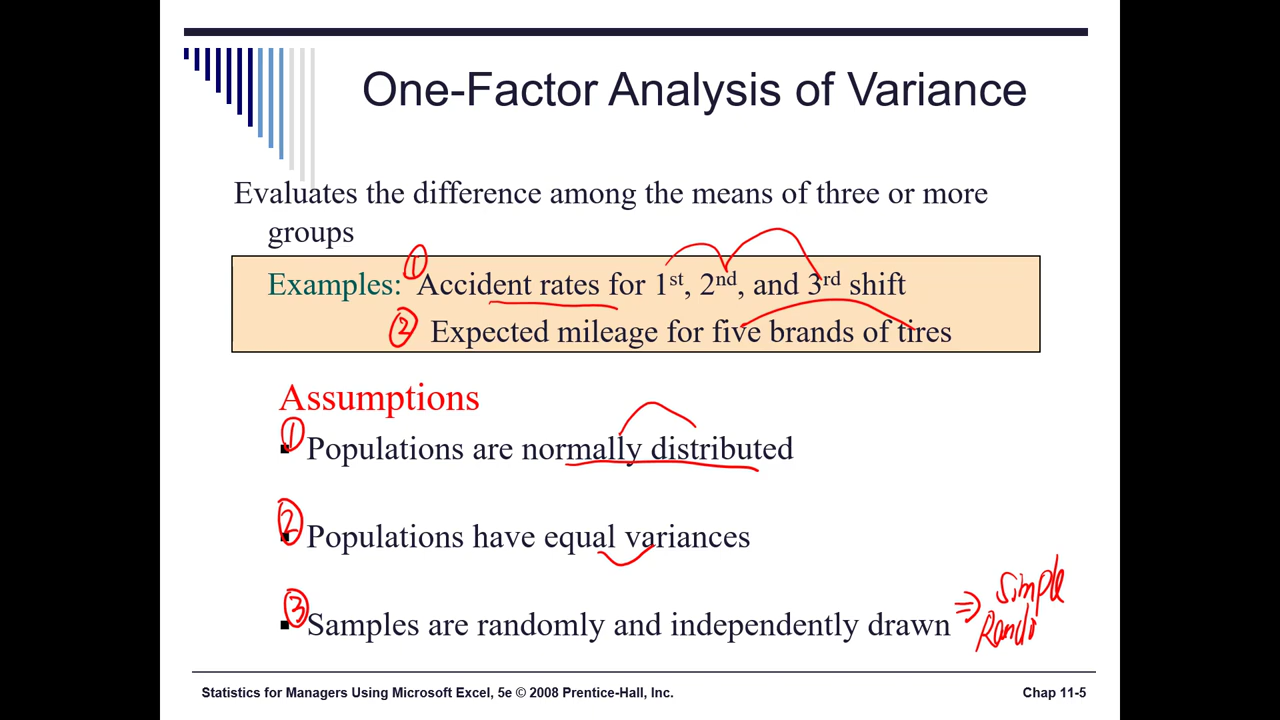 One-Factor Analysis of Variance
Evaluates the difference among the means of three or more
groups
① Examples: Accident rates for 1st, 2nd, and 3rd shift
② Expected mileage for five brands of tires
Assumptions
① ▪ Populations are normally distributed
② ▪ Populations have equal variances
③ ▪ Samples are randomly and independently drawn ⇒ Simple
Rando
Statistics for Managers Using Microsoft Excel, 5e © 2008 Prentice-Hall, Inc. Chap 11-5